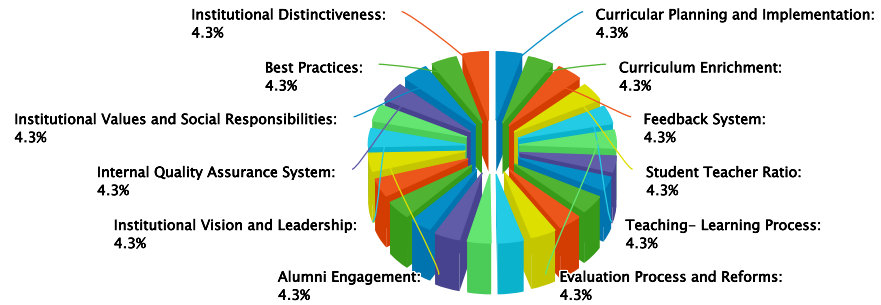 Institutional Distinctiveness:
4.3%
Curricular Planning and Implementation:
4.3%
Best Practices:
4.3%
Curriculum Enrichment:
4.3%
Institutional Values and Social Responsibilities:
4.3%
Feedback System:
4.3%
Internal Quality Assurance System:
4.3%
Student Teacher Ratio:
4.3%
Institutional Vision and Leadership:
4.3%
Teaching- Learning Process:
4.3%
Alumni Engagement:
4.3%
Evaluation Process and Reforms:
4.3%